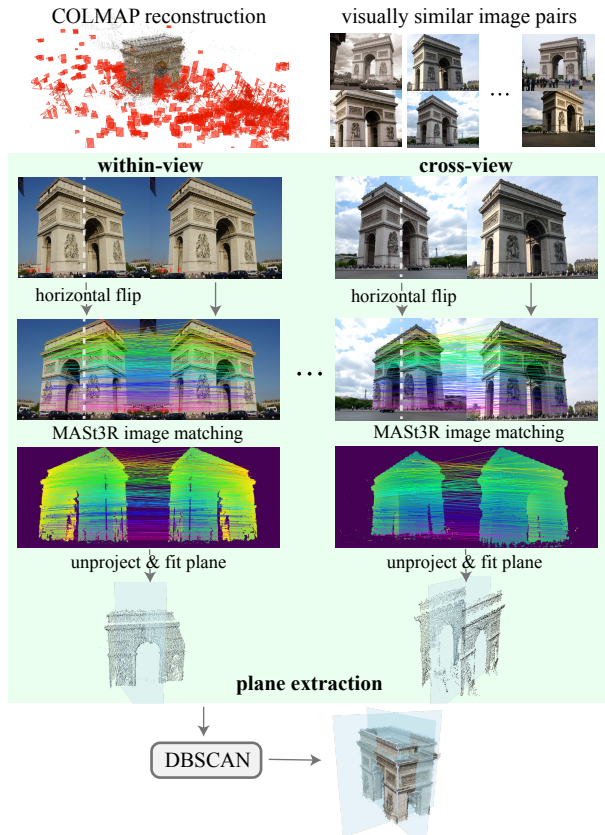 COLMAP reconstruction
visually similar image pairs
...
within-view
cross-view
horizontal flip
horizontal flip
...
MASt3R image matching
MASt3R image matching
unproject & fit plane
unproject & fit plane
plane extraction
DBSCAN